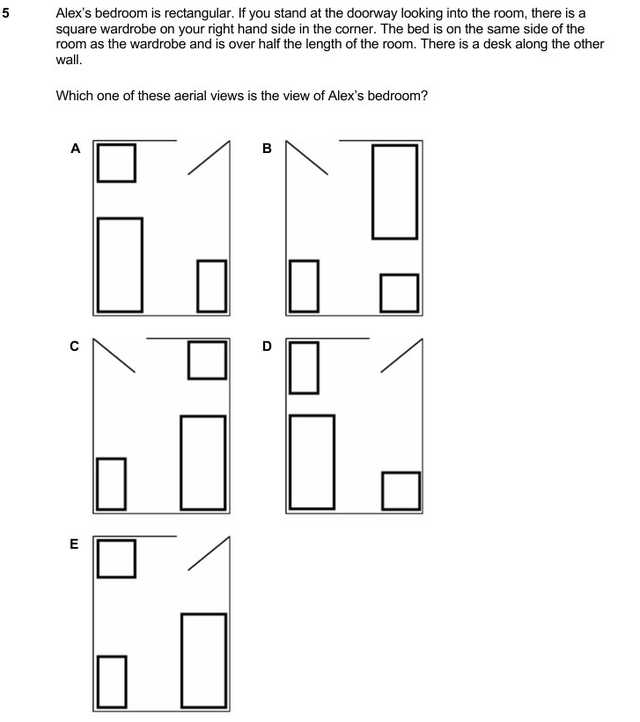 5 Alex's bedroom is rectangular. If you stand at the doorway looking into the room, there is a
square wardrobe on your right hand side in the corner. The bed is on the same side of the
room as the wardrobe and is over half the length of the room. There is a desk along the other
wall.
Which one of these aerial views is the view of Alex's bedroom?
A B
C D
E